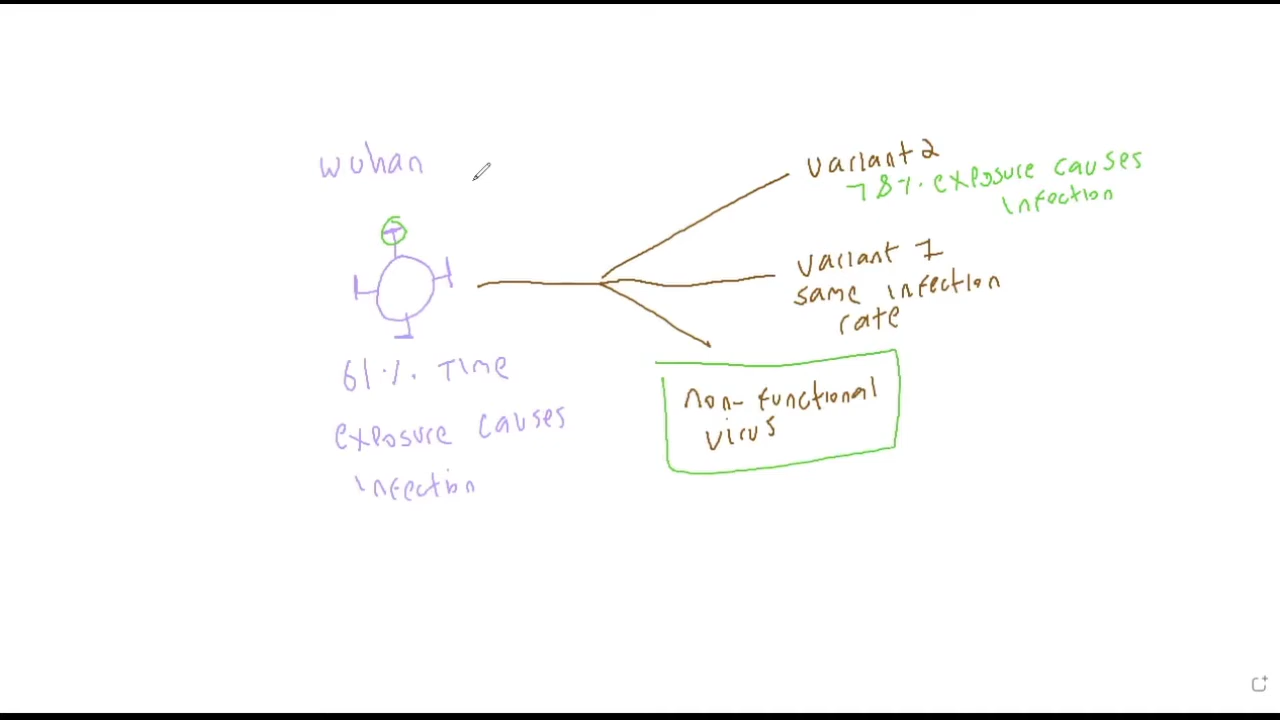 wuhan
S
61% Time
exposure causes
infection
variant 2
78% exposure causes
infection
variant 1
same infection
rate
non-functional
virus